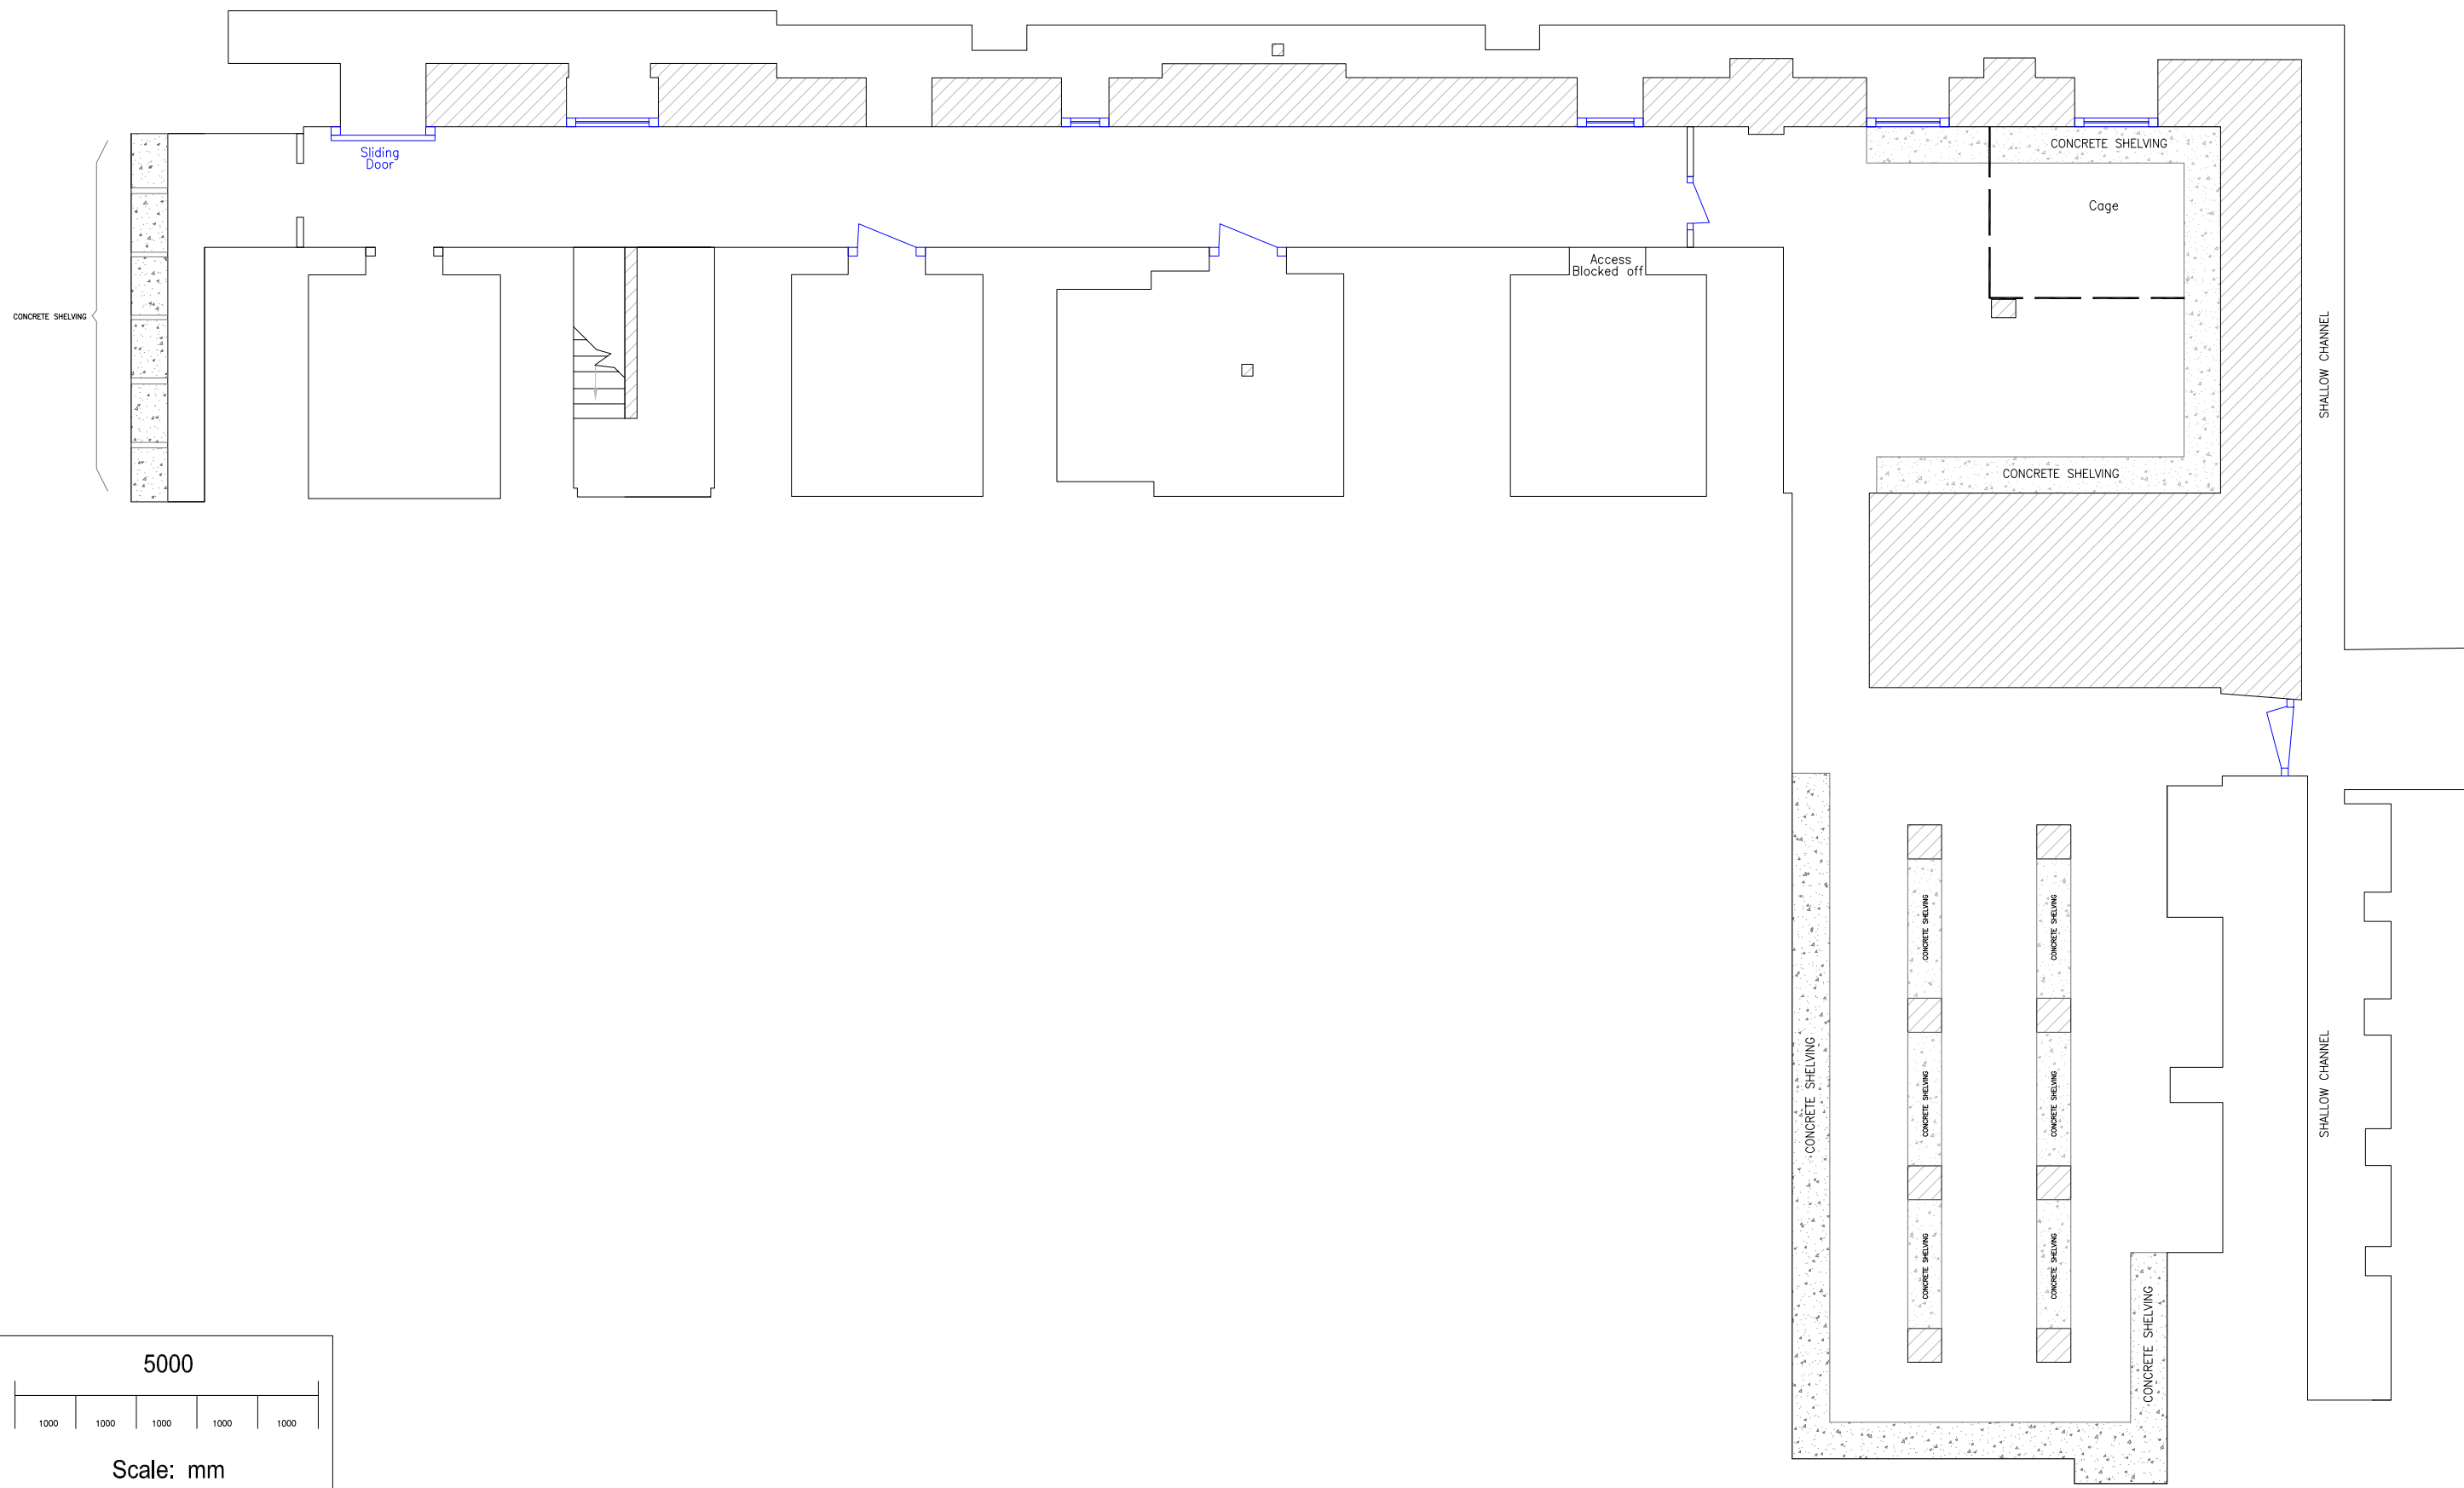 Sliding
Door
CONCRETE SHELVING
Cage
Access
Blocked off
CONCRETE SHELVING
SHALLOW CHANNEL
CONCRETE SHELVING
CONCRETE SHELVING
CONCRETE SHELVING
CONCRETE SHELVING
CONCRETE SHELVING
CONCRETE SHELVING
CONCRETE SHELVING
SHALLOW CHANNEL
CONCRETE SHELVING
CONCRETE SHELVING
CONCRETE SHELVING
5000
1000 1000 1000 1000 1000
Scale: mm